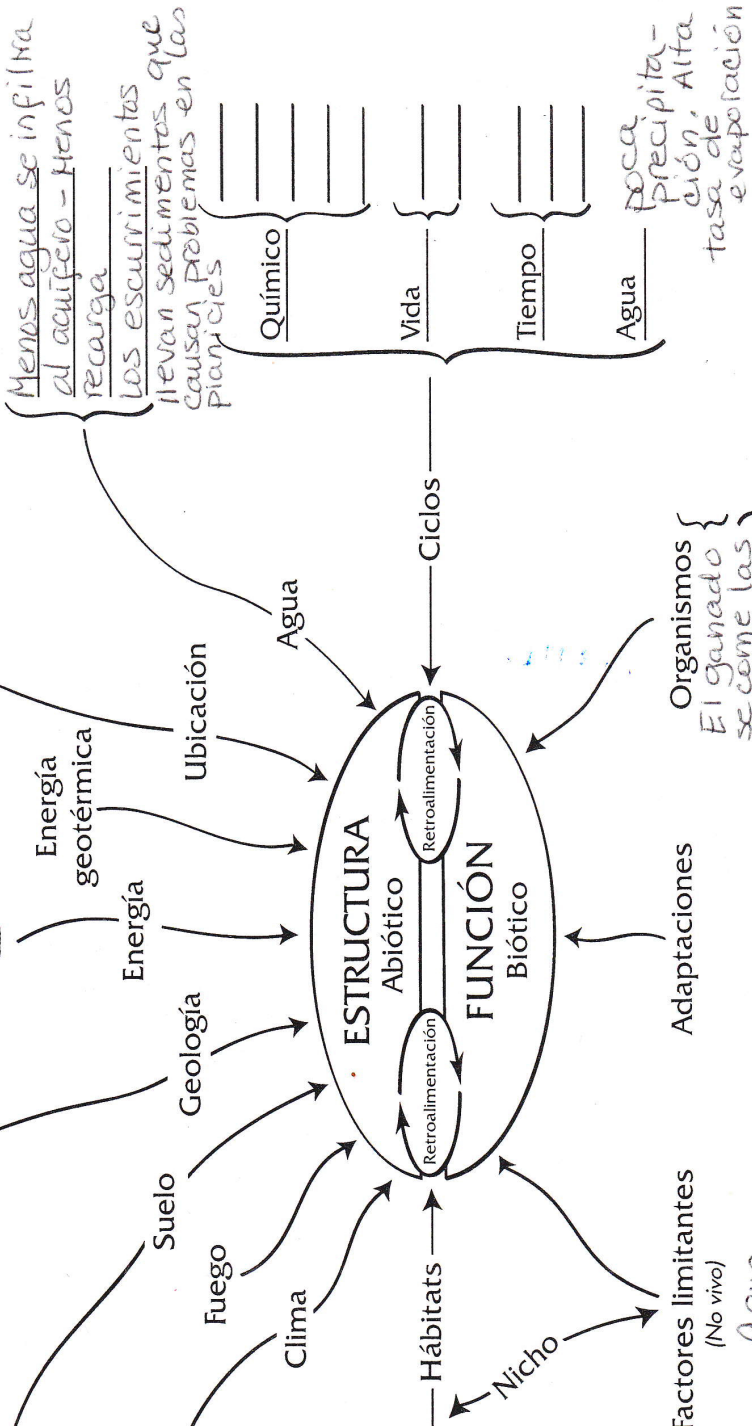 Menos agua se infiltra
al acuífero - Menos
recarga
Los escurrimientos
llevan sedimentos que
causan problemas en las
planicies
Energía
geotérmica
Ubicación
Agua
Energía
Geología
Suelo
Fuego
Clima
Hábitats
Nicho
Factores limitantes
(No vivo)
Agua
Adaptaciones
Organismos
El ganado
se come las
Ciclos
Químico
Vida
Tiempo
Agua
poca
precipita-
ción. Alta
tasa de
evaporación
ESTRUCTURA
Abiótico
Retroalimentación
Retroalimentación
FUNCIÓN
Biótico